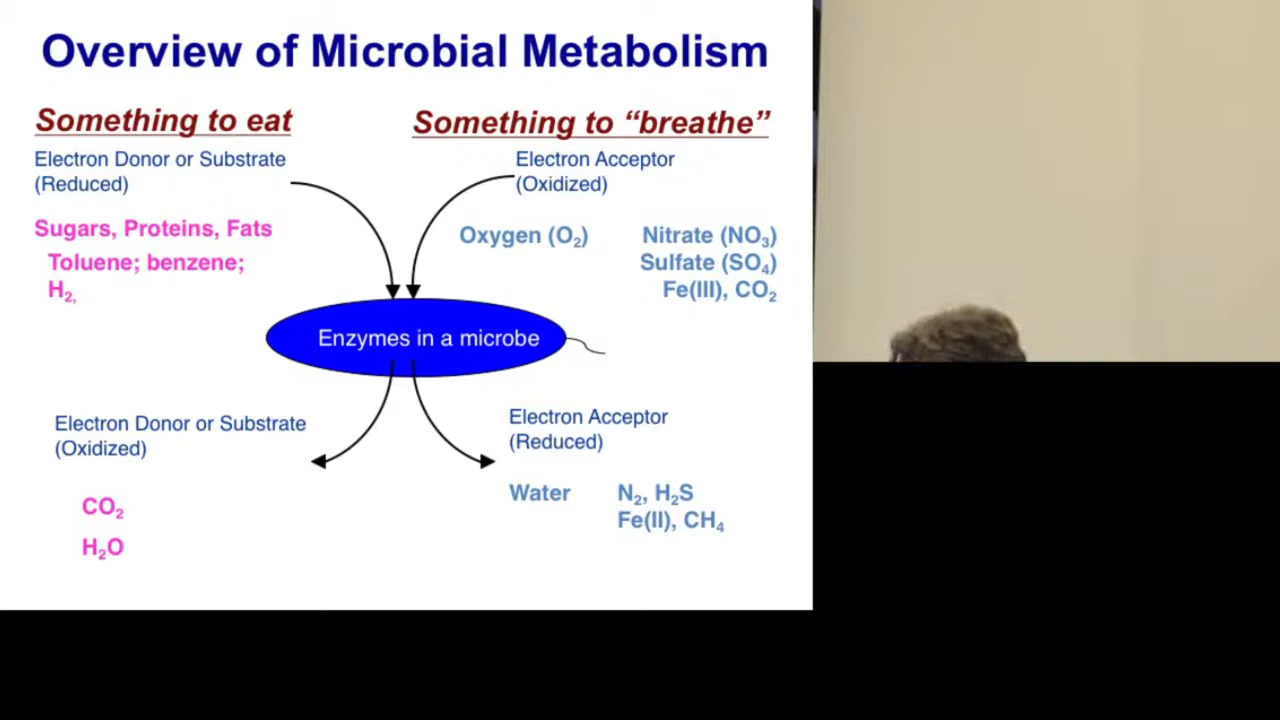 Overview of Microbial Metabolism
Something to eat
Something to “breathe”
Electron Donor or Substrate
(Reduced)
Electron Acceptor
(Oxidized)
Sugars, Proteins, Fats
Toluene; benzene;
H₂,
Oxygen (O₂)
Nitrate (NO₃)
Sulfate (SO₄)
Fe(III), CO₂
Enzymes in a microbe
Electron Donor or Substrate
(Oxidized)
Electron Acceptor
(Reduced)
CO₂
H₂O
Water
N₂, H₂S
Fe(II), CH₄